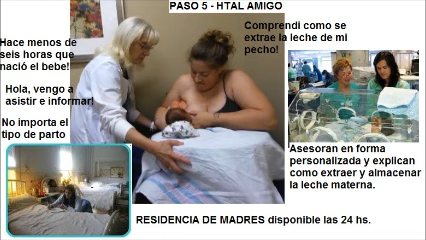 PASO 5 - HTAL AMIGO
Hace menos de
seis horas que
nació el bebe!
Hola, vengo a
asistir e informar!
No importa el
tipo de parto
Comprendi como se
extrae la leche de mi
pecho!
Asesoran en forma
personalizada y explican
como extraer y almacenar
la leche materna.
RESIDENCIA DE MADRES disponible las 24 hs.